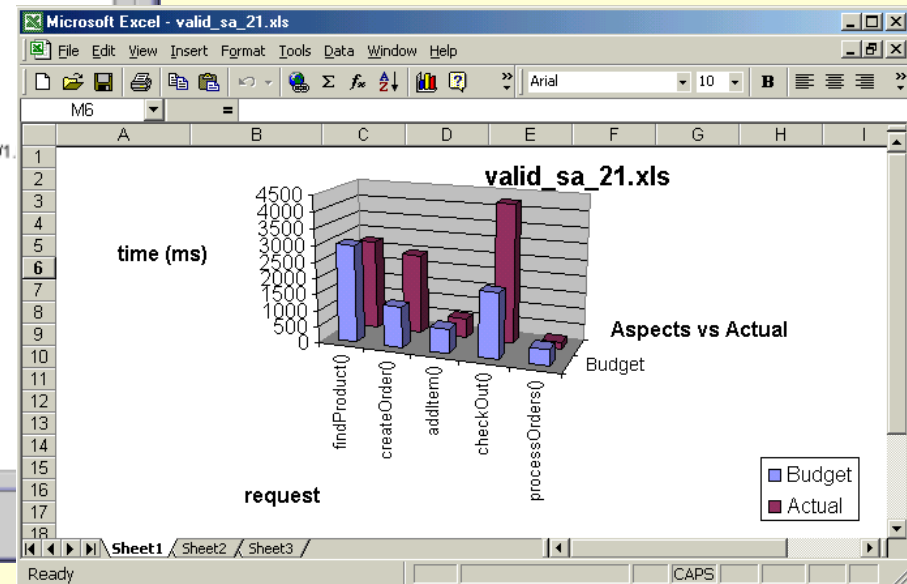 Microsoft Excel - valid_sa_21.xls
File Edit View Insert Format Tools Data Window Help
Arial 10 B
M6 =
A B C D E F G H I
1
2
3
4
5
6
7
8
9
10
11
12
13
14
15
16
17
18
valid_sa_21.xls
time (ms)
4500
4000
3500
3000
2500
2000
1500
1000
500
0
Aspects vs Actual
Budget
findProduct()
createOrder()
addItem()
checkOut()
processOrders()
request
Budget
Actual
Sheet1 Sheet2 Sheet3
Ready CAPS